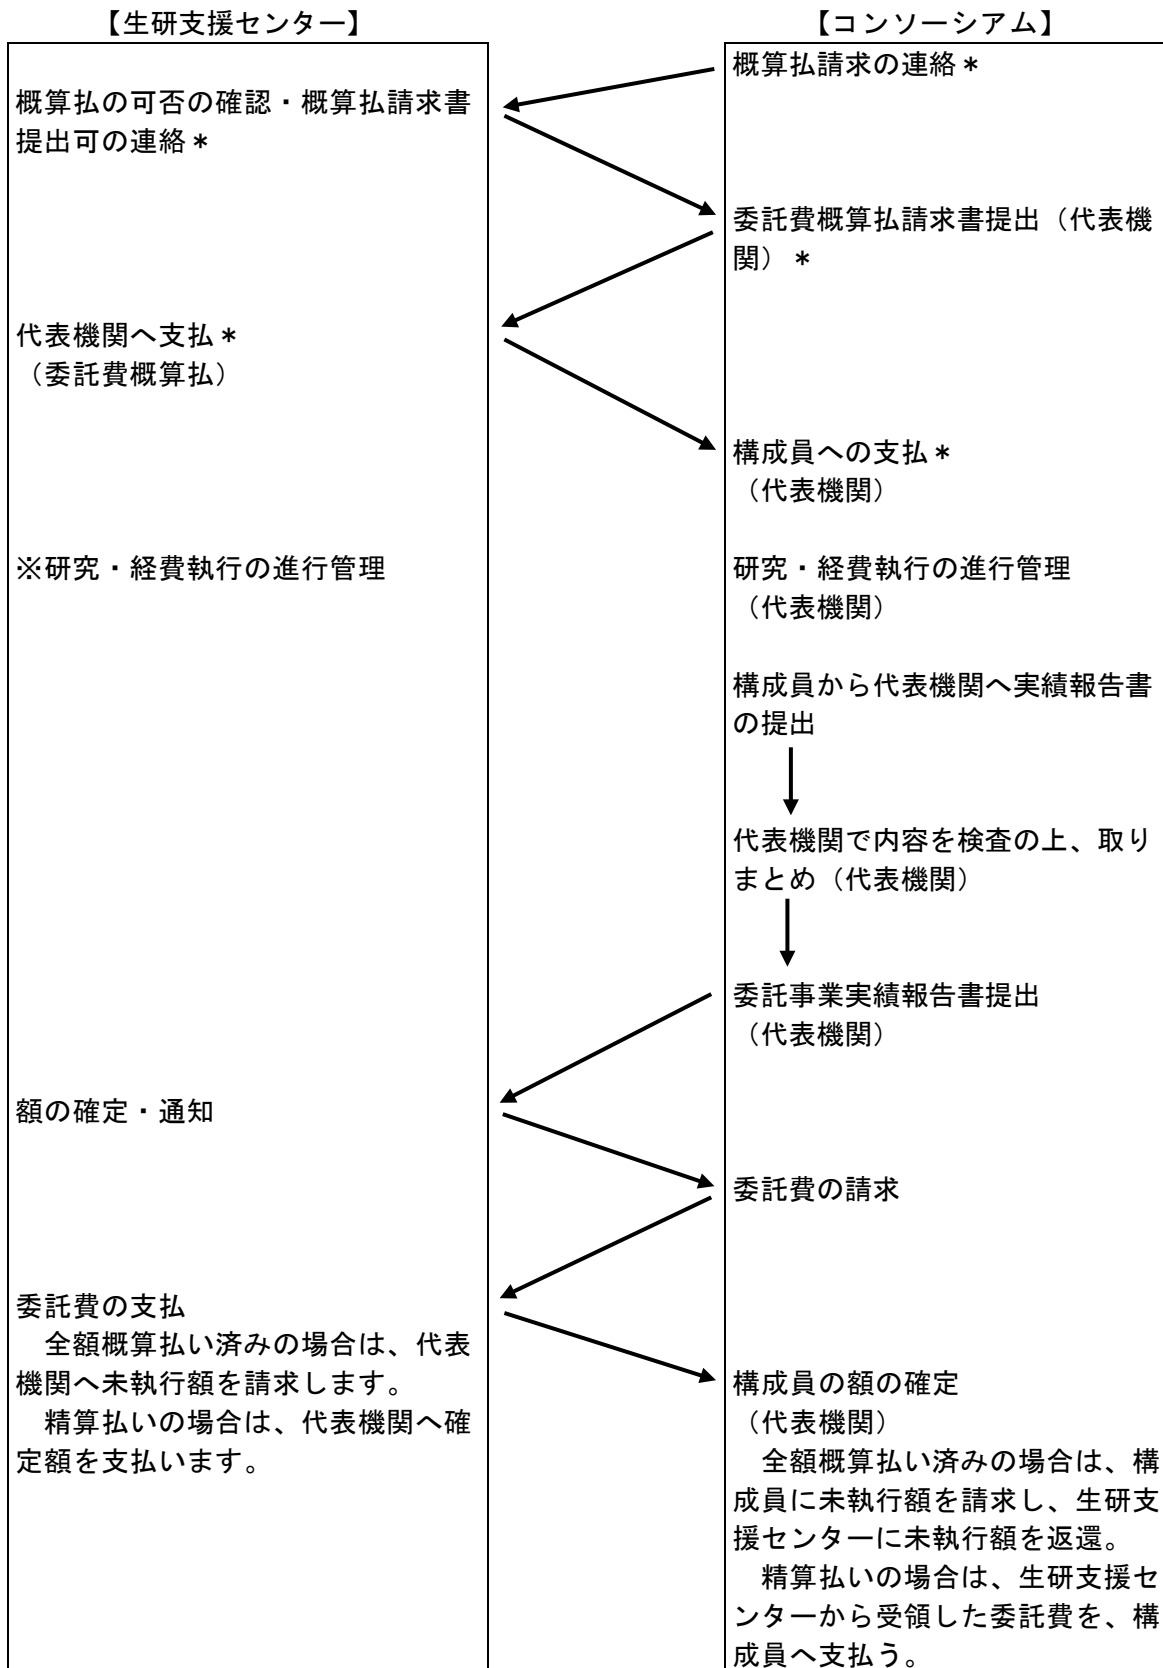 【生研支援センター】
【コンソーシアム】
概算払請求の連絡＊
概算払の可否の確認・概算払請求書
提出可の連絡＊
委託費概算払請求書提出（代表機
関）＊
代表機関へ支払＊
（委託費概算払）
構成員への支払＊
（代表機関）
※研究・経費執行の進行管理
研究・経費執行の進行管理
（代表機関）
構成員から代表機関へ実績報告書
の提出
代表機関で内容を検査の上、取り
まとめ（代表機関）
委託事業実績報告書提出
（代表機関）
額の確定・通知
委託費の請求
委託費の支払
　全額概算払い済みの場合は、代表
機関へ未執行額を請求します。
　精算払いの場合は、代表機関へ確
定額を支払います。
構成員の額の確定
（代表機関）
　全額概算払い済みの場合は、構
成員に未執行額を請求し、生研支
援センターに未執行額を返還。
　精算払いの場合は、生研支援セ
ンターから受領した委託費を、構
成員へ支払う。